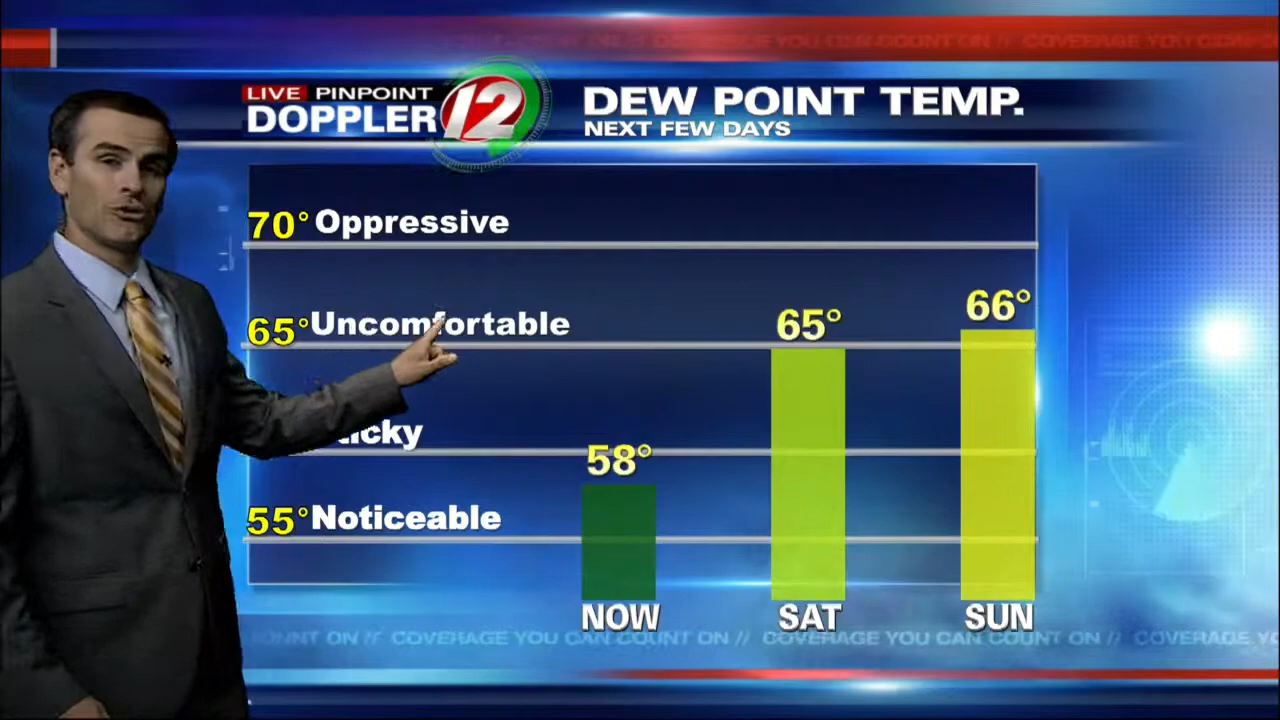 LIVE PINPOINT
DOPPLER 12
DEW POINT TEMP.
NEXT FEW DAYS
70° Oppressive
65° Uncomfortable
55° Noticeable
58°
65°
66°
NOW
SAT
SUN
COVERAGE YOU CAN COUNT ON // COVERAGE YOU CAN COUNT ON //